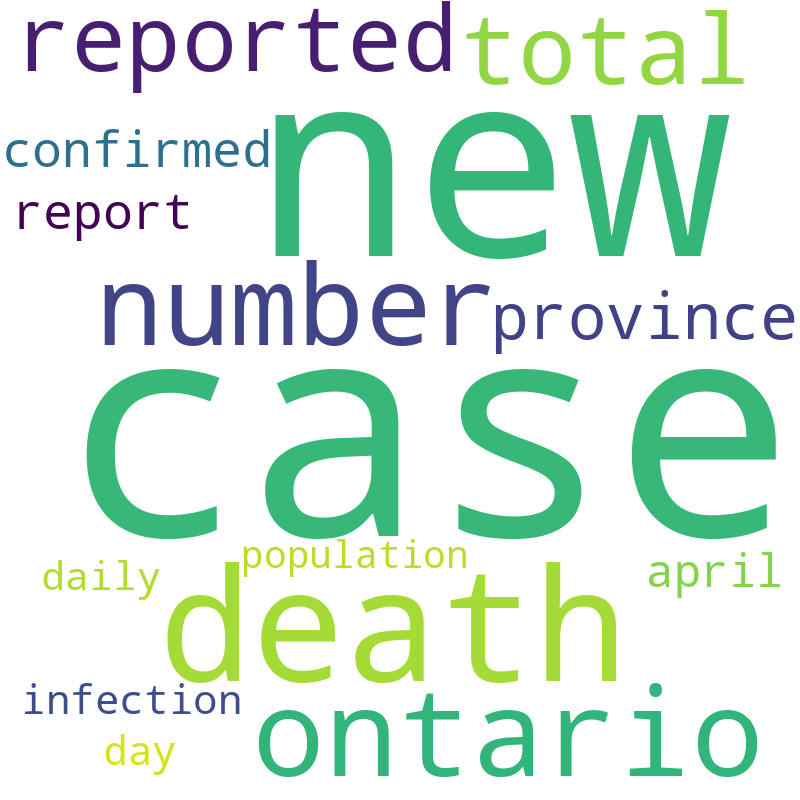 reported total
new
confirmed
report
number
province
case
population
daily
april
death
infection
ontario
day